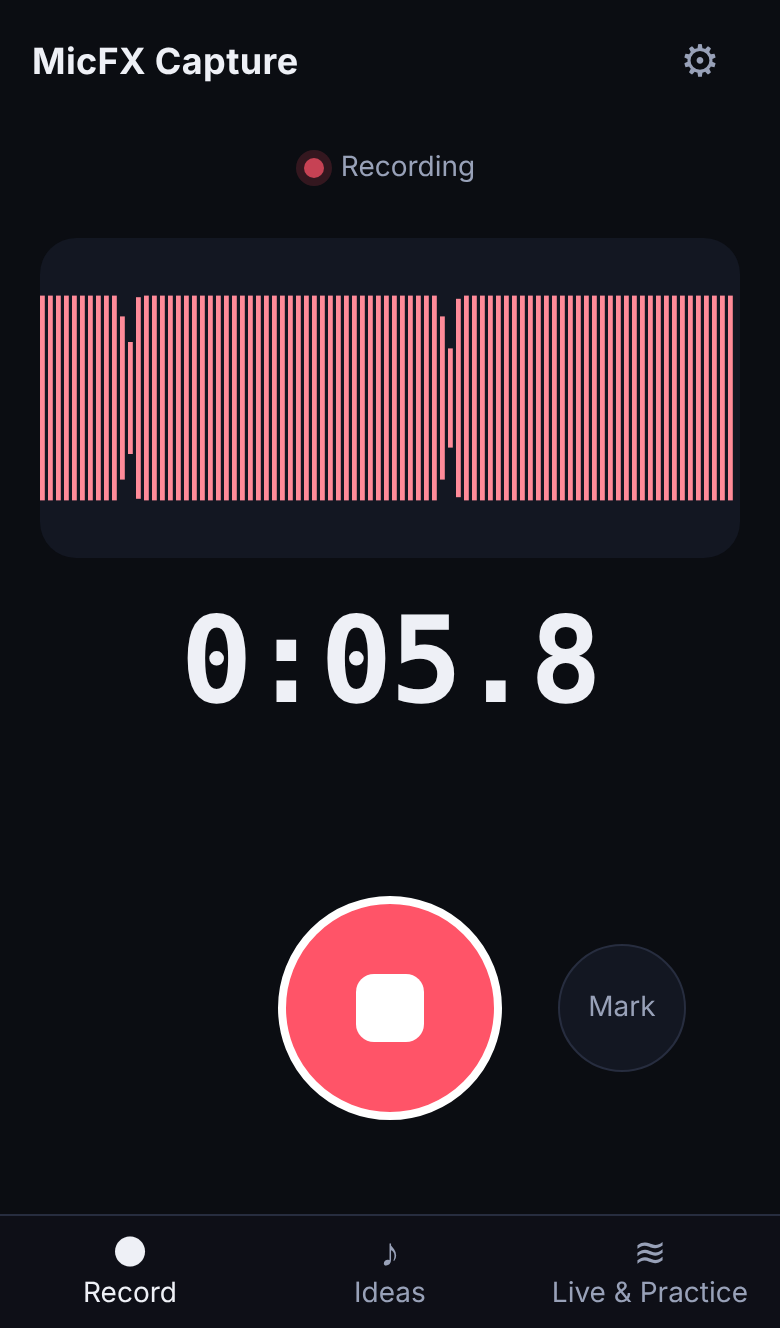 MicFX Capture
Recording
0:05.8
Mark
Record
Ideas
Live & Practice